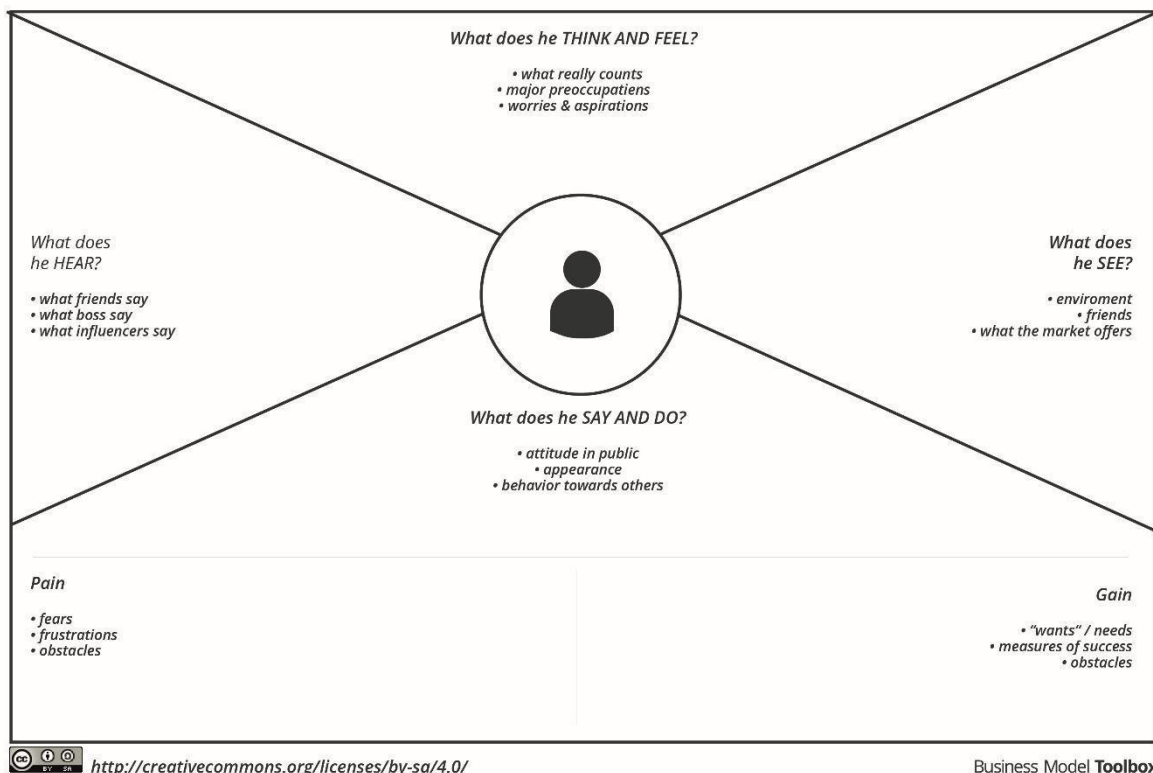 What does he THINK AND FEEL?
• what really counts
• major preoccupatiens
• worries & aspirations
What does
he HEAR?
• what friends say
• what boss say
• what influencers say
What does
he SEE?
• enviroment
• friends
• what the market offers
What does he SAY AND DO?
• attitude in public
• appearance
• behavior towards others
Pain
• fears
• frustrations
• obstacles
Gain
• “wants“ / needs
• measures of success
• obstacles
cc BY SA
http://creativecommons.org/licenses/by-sa/4.0/
Business Model Toolbox